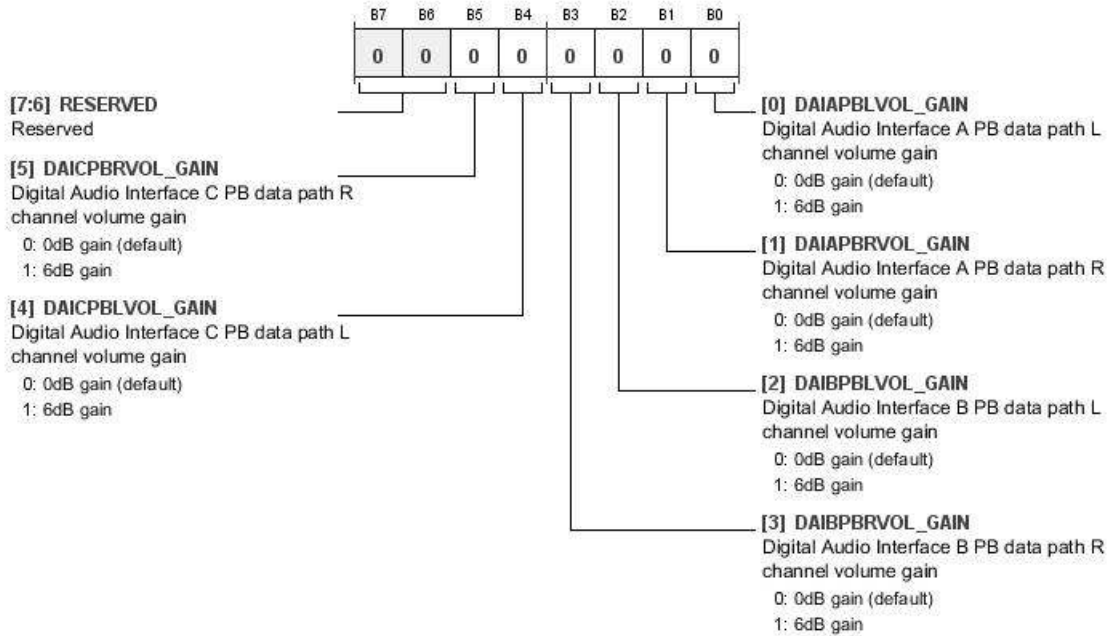 B7 B6 B5 B4 B3 B2 B1 B0
0 0 0 0 0 0 0 0
[7:6] RESERVED
Reserved
[5] DAICPBRVOL_GAIN
Digital Audio Interface C PB data path R
channel volume gain
0: 0dB gain (default)
1: 6dB gain
[4] DAICPBLVOL_GAIN
Digital Audio Interface C PB data path L
channel volume gain
0: 0dB gain (default)
1: 6dB gain
[0] DAIAPBLVOL_GAIN
Digital Audio Interface A PB data path L
channel volume gain
0: 0dB gain (default)
1: 6dB gain
[1] DAIAPBRVOL_GAIN
Digital Audio Interface A PB data path R
channel volume gain
0: 0dB gain (default)
1: 6dB gain
[2] DAIBPBLVOL_GAIN
Digital Audio Interface B PB data path L
channel volume gain
0: 0dB gain (default)
1: 6dB gain
[3] DAIBPBRVOL_GAIN
Digital Audio Interface B PB data path R
channel volume gain
0: 0dB gain (default)
1: 6dB gain